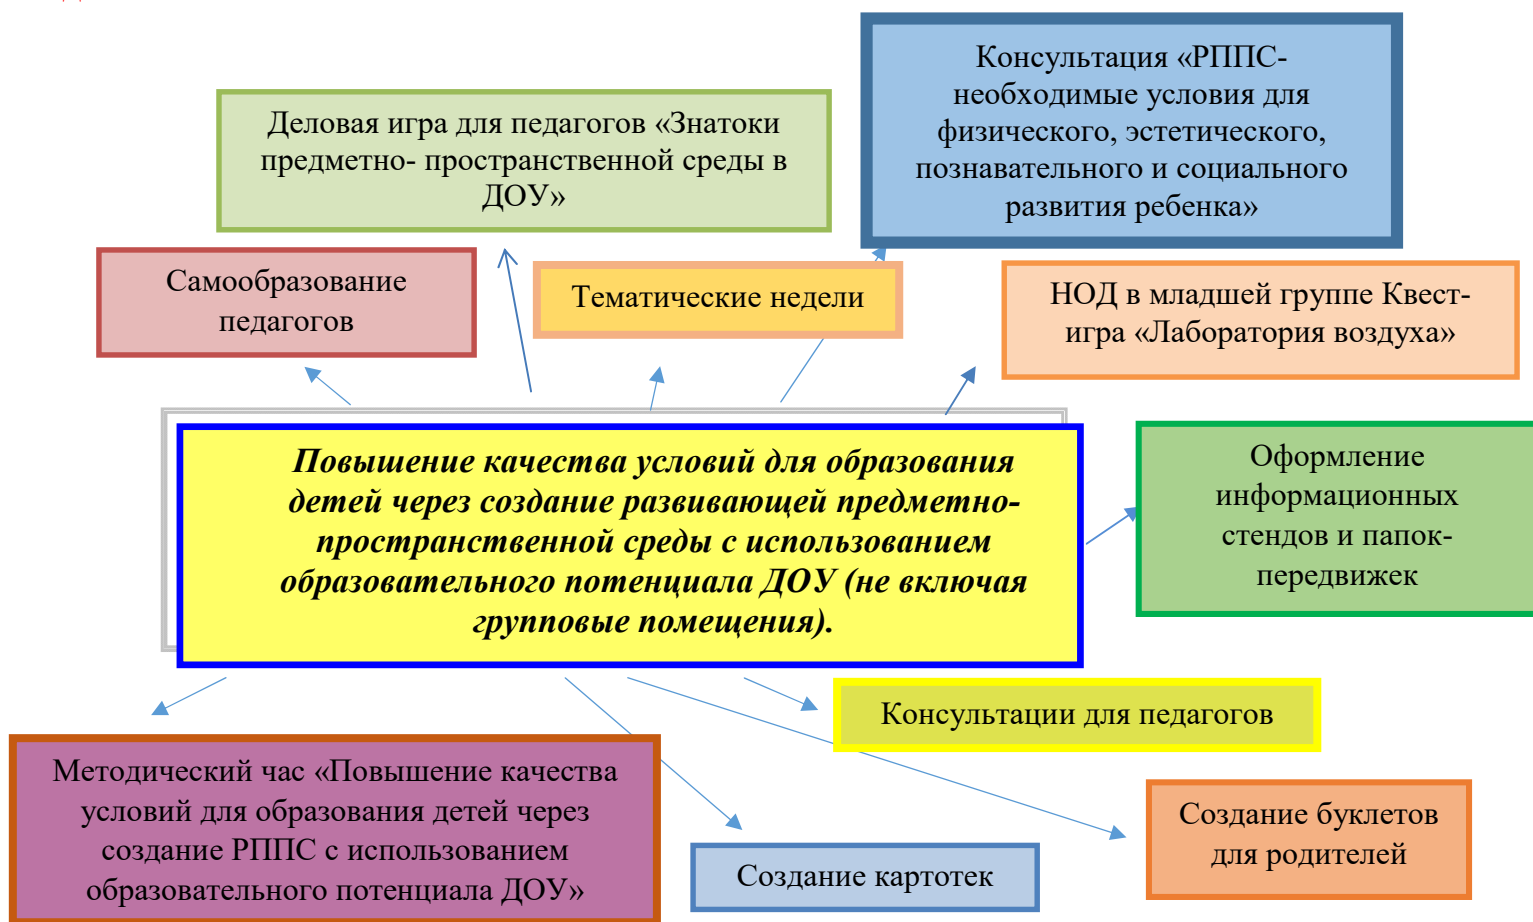 Консультация «РППС-
необходимые условия для
физического, эстетического,
познавательного и социального
развития ребенка»
Деловая игра для педагогов «Знатоки
предметно- пространственной среды в
ДОУ»
Самообразование
педагогов
Тематические недели
НОД в младшей группе Квест-
игра «Лаборатория воздуха»
Повышение качества условий для образования
детей через создание развивающей предметно-
пространственной среды с использованием
образовательного потенциала ДОУ (не включая
групповые помещения).
Оформление
информационных
стендов и папок-
передвижек
Консультации для педагогов
Методический час «Повышение качества
условий для образования детей через
создание РППС с использованием
образовательного потенциала ДОУ»
Создание картотек
Создание буклетов
для родителей